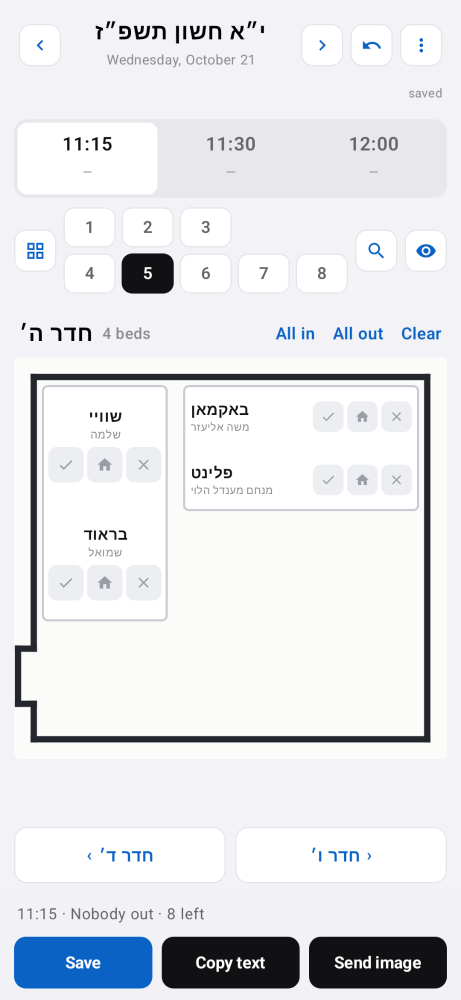 י״א חשון תשפ״ז
Wednesday, October 21
saved
11:15 11:30 12:00
– – –
1 2 3
4 5 6 7 8
חדר ה׳ 4 beds All in All out Clear
שוויי
שלמה
באקמאן
משה אליעזר
פלינט
מנחם מענדל הלוי
בראוד
שמואל
‹ חדר ד׳ חדר ו׳ ›
11:15 · Nobody out · 8 left
Save Copy text Send image